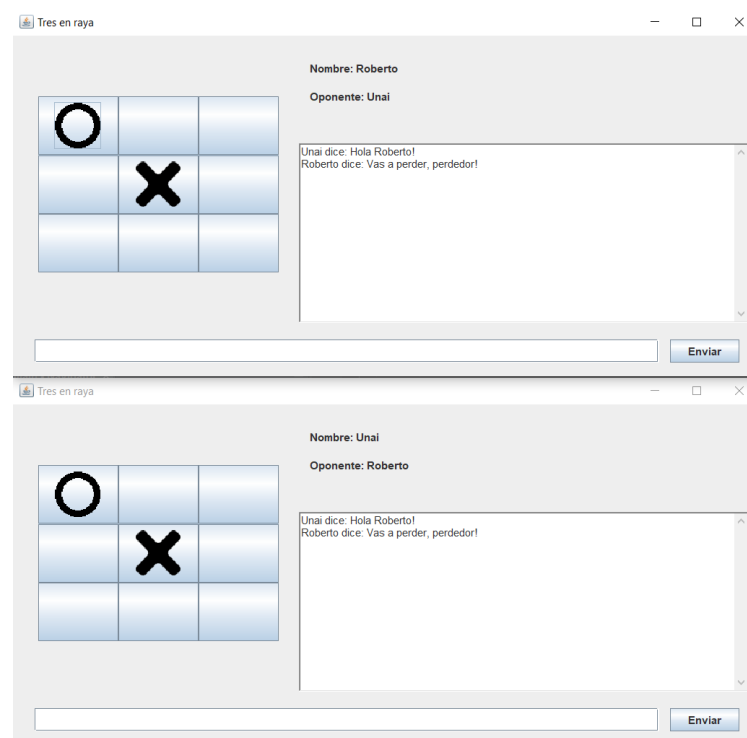 Tres en raya
Nombre: Roberto
Oponente: Unai
Unai dice: Hola Roberto!
Roberto dice: Vas a perder, perdedor!
Enviar
Tres en raya
Nombre: Unai
Oponente: Roberto
Unai dice: Hola Roberto!
Roberto dice: Vas a perder, perdedor!
Enviar